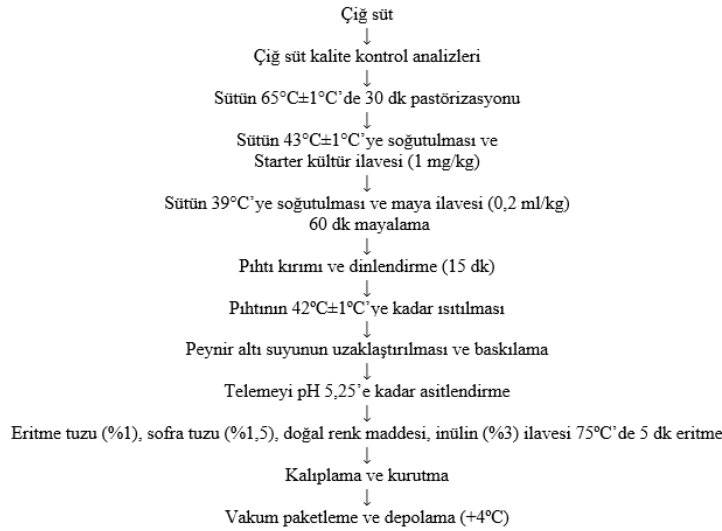 Çiğ süt
↓
Çiğ süt kalite kontrol analizleri
↓
Sütün 65°C±1°C’de 30 dk pastörizasyonu
↓
Sütün 43°C±1°C’ye soğutulması ve
Starter kültür ilavesi (1 mg/kg)
↓
Sütün 39°C’ye soğutulması ve maya ilavesi (0,2 ml/kg)
60 dk mayalama
↓
Pıhtı kırımı ve dinlendirme (15 dk)
↓
Pıhtının 42ºC±1ºC’ye kadar ısıtılması
↓
Peynir altı suyunun uzaklaştırılması ve baskılama
↓
Telemeyi pH 5,25’e kadar asitlendirme
↓
Eritme tuzu (%1), sofra tuzu (%1,5), doğal renk maddesi, inülin (%3) ilavesi 75ºC’de 5 dk eritme
↓
Kalıplama ve kurutma
↓
Vakum paketleme ve depolama (+4ºC)